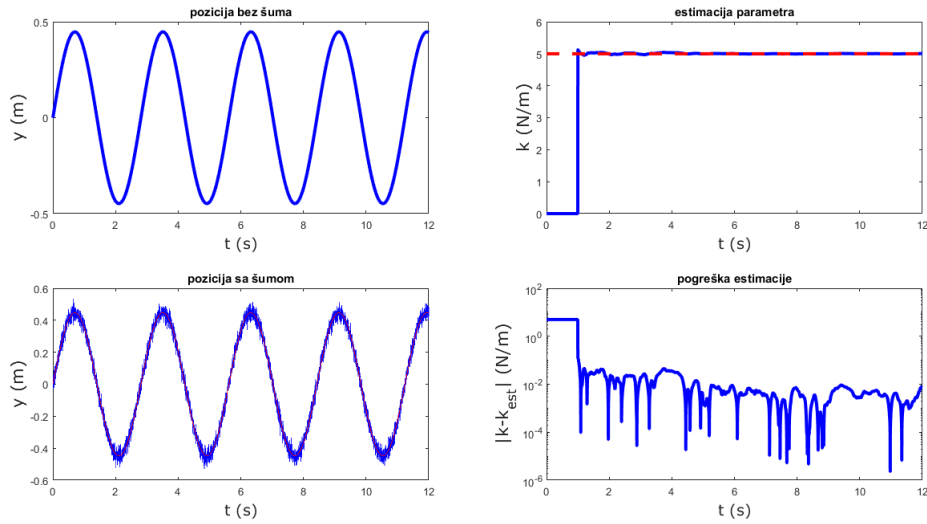 pozicija bez šuma
0.5
0
-0.5
y (m)
0 2 4 6 8 10 12
t (s)
estimacija parametra
6
5
4
3
2
1
0
k (N/m)
0 2 4 6 8 10 12
t (s)
pozicija sa šumom
0.6
0.4
0.2
0
-0.2
-0.4
-0.6
y (m)
0 2 4 6 8 10 12
t (s)
pogreška estimacije
10^2
10^0
10^-2
10^-4
10^-6
|k-k_est| (N/m)
0 2 4 6 8 10 12
t (s)